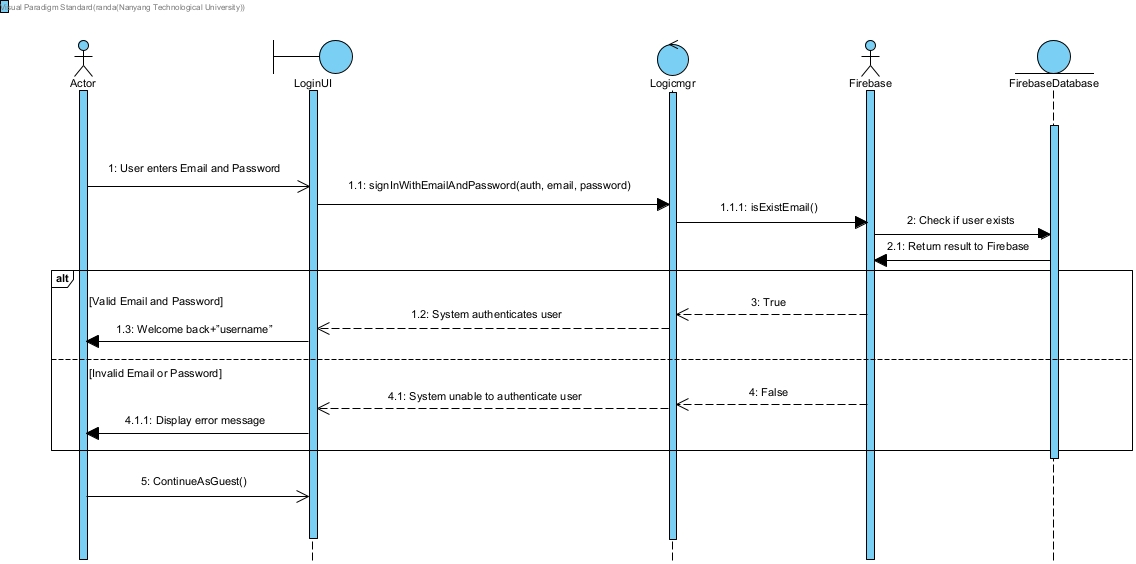 Visual Paradigm Standard(randa(Nanyang Technological University))
Actor
LoginUI
Logicmgr
Firebase
FirebaseDatabase
1: User enters Email and Password
1.1: signInWithEmailAndPassword(auth, email, password)
1.1.1: isExistEmail()
2: Check if user exists
2.1: Return result to Firebase
alt
[Valid Email and Password]
3: True
1.2: System authenticates user
1.3: Welcome back+"username"
[Invalid Email or Password]
4: False
4.1: System unable to authenticate user
4.1.1: Display error message
5: ContinueAsGuest()